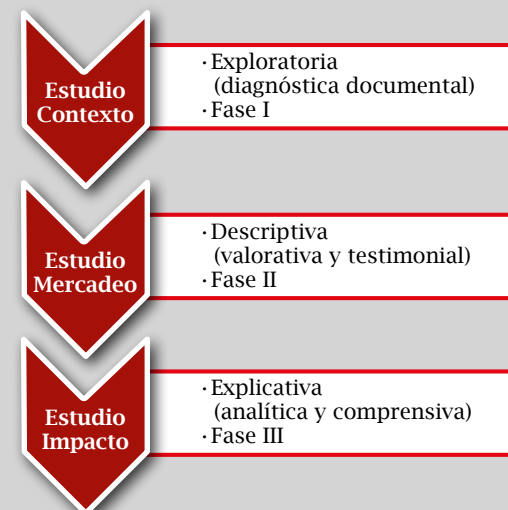 Estudio
Contexto
·Exploratoria
(diagnóstica documental)
·Fase I
Estudio
Mercadeo
·Descriptiva
(valorativa y testimonial)
·Fase II
Estudio
Impacto
·Explicativa
(analítica y comprensiva)
·Fase III